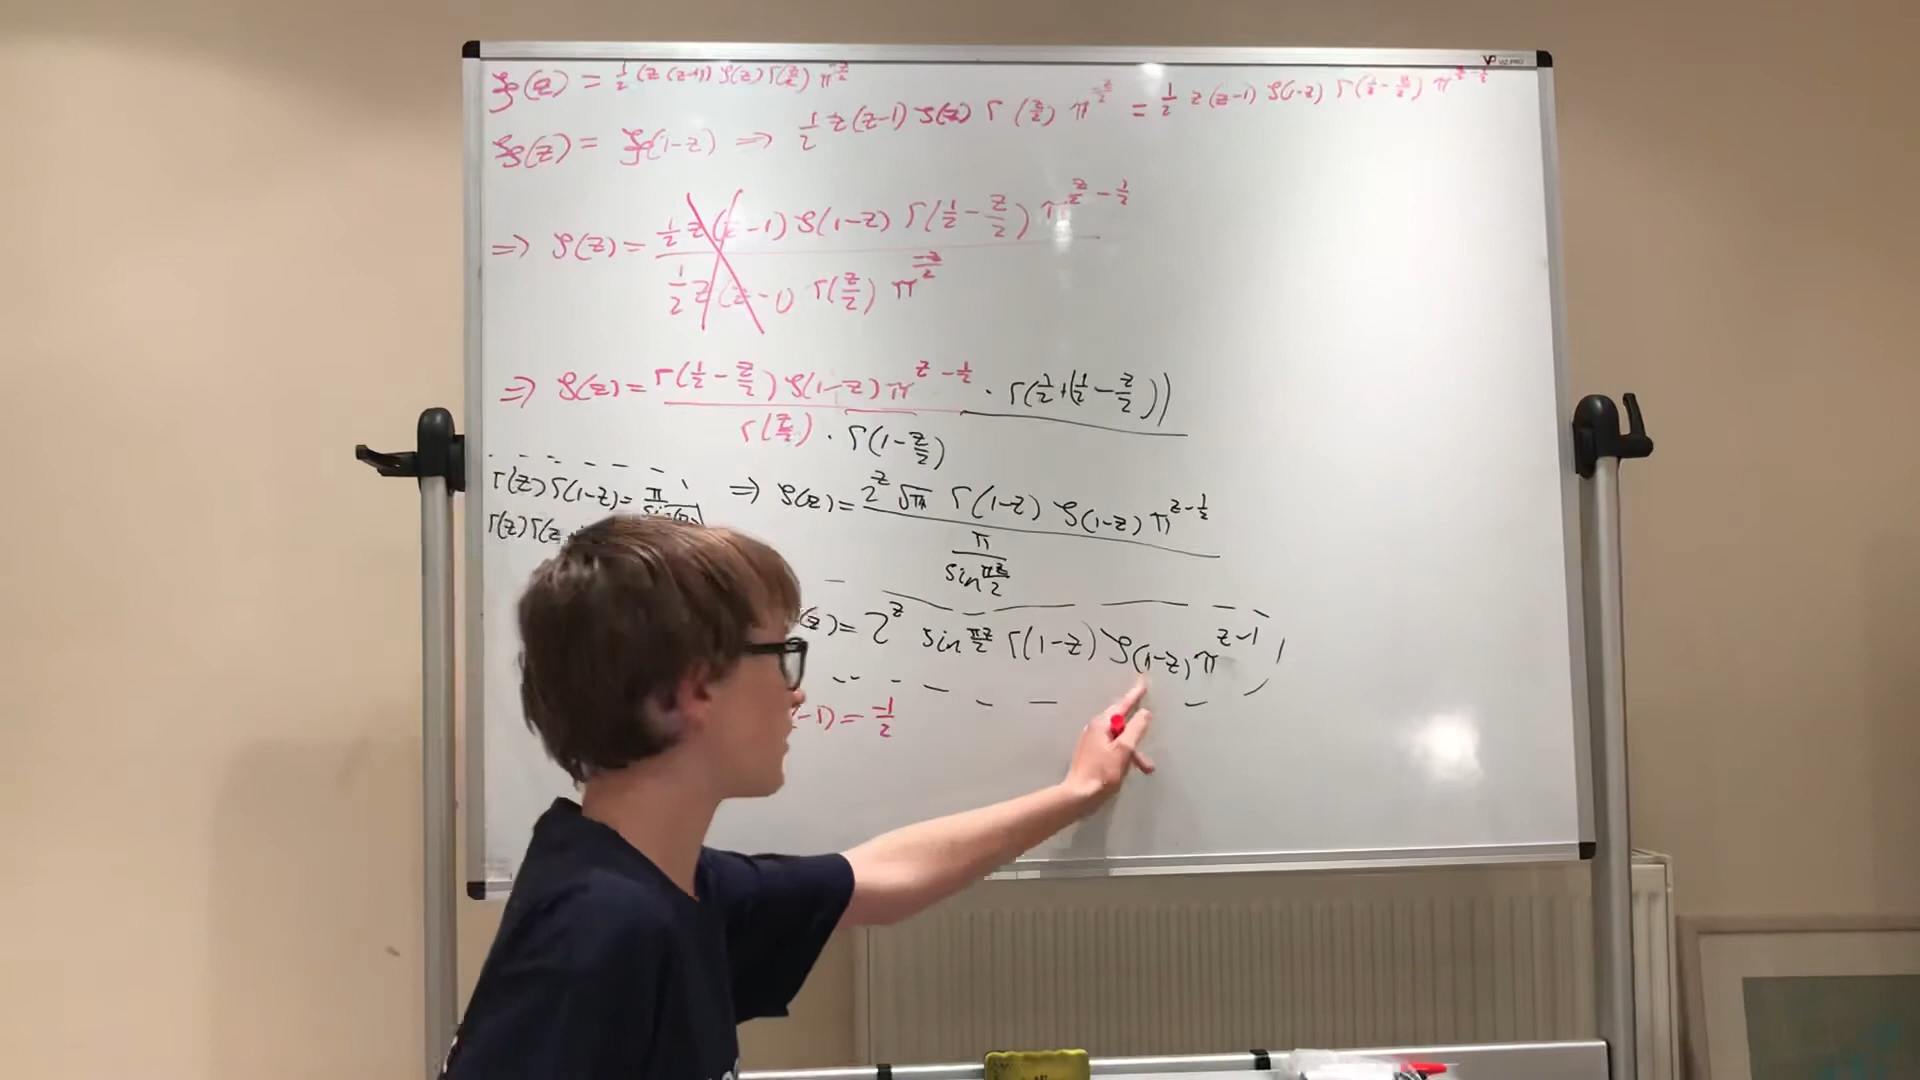 VIZ PRO
ξ(z) = 1/2 (z(z-1)) ζ(z) Γ(z/2) π^(-z/2)
ξ(z) = ξ(1-z) ⇒ 1/2 z(z-1) ζ(z) Γ(z/2) π^(-z/2) = 1/2 z(z-1) ζ(1-z) Γ(1/2 - z/2) π^(z/2 - 1/2)
⇒ ζ(z) = (1/2 z(z-1) ζ(1-z) Γ(1/2 - z/2) π^(z/2 - 1/2)) / (1/2 z(z-1) Γ(z/2) π^(-z/2))
⇒ ζ(z) = (Γ(1/2 - z/2) ζ(1-z) π^(z - 1/2) · Γ(1/2 + (1/2 - z/2))) / (Γ(z/2) · Γ(1 - z/2))
Γ(z) Γ(1-z) = π / sin(πz)
Γ(z) Γ(z +
⇒ ζ(z) = (2^z √π Γ(1-z) ζ(1-z) π^(z - 1/2)) / (π / sin πz/2)
(z) = 2^z sin πz/2 Γ(1-z) ζ(1-z) π^(z-1)
-1) = -1/2